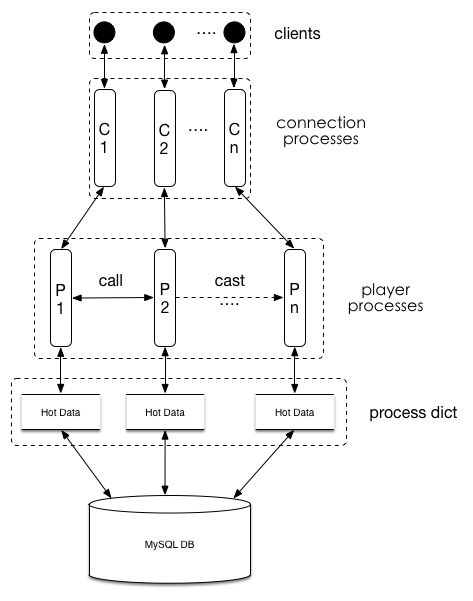 .... clients
C 1
C 2
....
C n
connection
processes
P 1
call
P 2
cast
....
P n
player
processes
Hot Data
Hot Data
Hot Data
process dict
MySQL DB